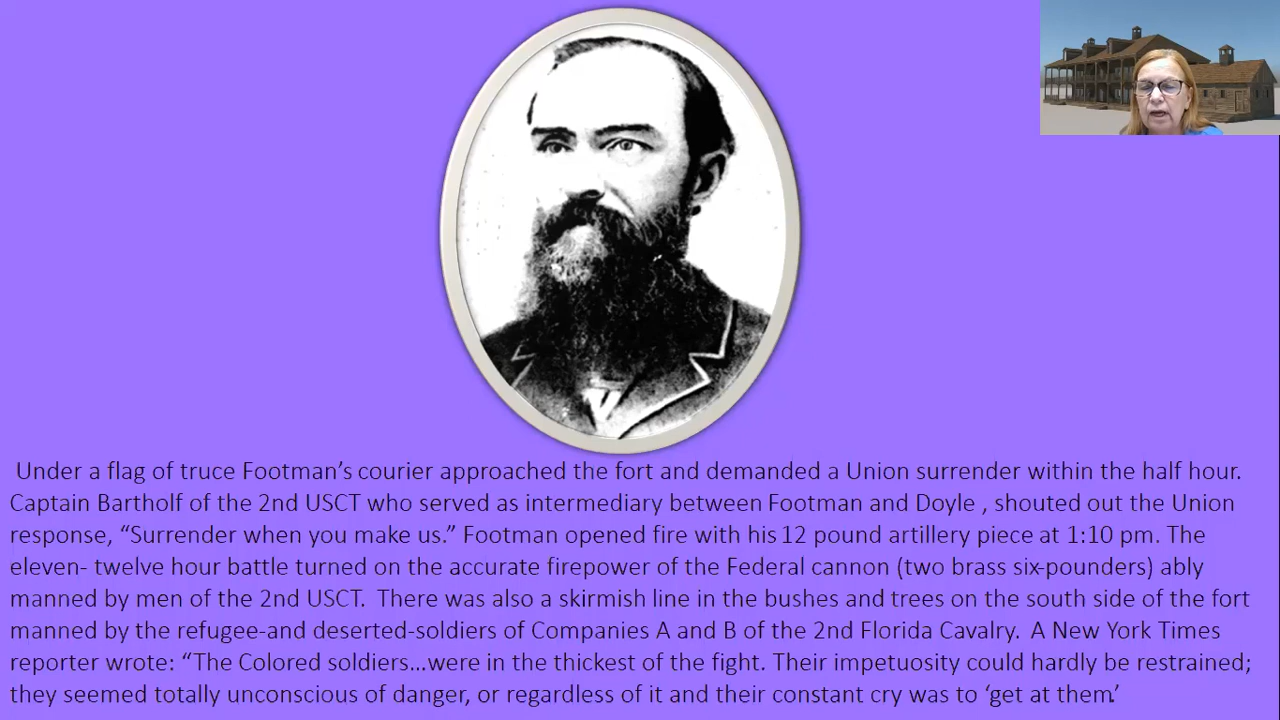 Under a flag of truce Footman’s courier approached the fort and demanded a Union surrender within the half hour.
Captain Bartholf of the 2nd USCT who served as intermediary between Footman and Doyle , shouted out the Union
response, “Surrender when you make us.” Footman opened fire with his 12 pound artillery piece at 1:10 pm. The
eleven- twelve hour battle turned on the accurate firepower of the Federal cannon (two brass six-pounders) ably
manned by men of the 2nd USCT.  There was also a skirmish line in the bushes and trees on the south side of the fort
manned by the refugee-and deserted-soldiers of Companies A and B of the 2nd Florida Cavalry.  A New York Times
reporter wrote: “The Colored soldiers…were in the thickest of the fight. Their impetuosity could hardly be restrained;
they seemed totally unconscious of danger, or regardless of it and their constant cry was to ‘get at them.’